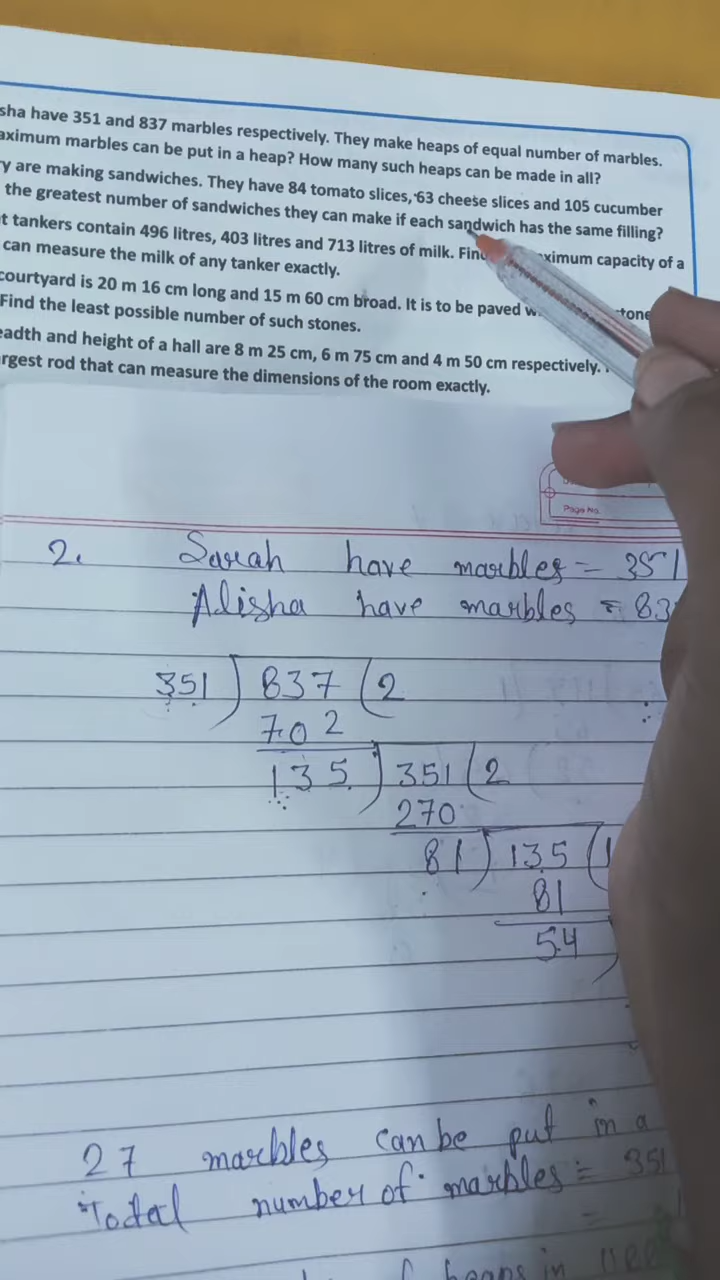 sha have 351 and 837 marbles respectively. They make heaps of equal number of marbles.
aximum marbles can be put in a heap? How many such heaps can be made in all?
y are making sandwiches. They have 84 tomato slices, 63 cheese slices and 105 cucumber
the greatest number of sandwiches they can make if each sandwich has the same filling?
t tankers contain 496 litres, 403 litres and 713 litres of milk. Fin ximum capacity of a
can measure the milk of any tanker exactly.
courtyard is 20 m 16 cm long and 15 m 60 cm broad. It is to be paved w tone
Find the least possible number of such stones.
eadth and height of a hall are 8 m 25 cm, 6 m 75 cm and 4 m 50 cm respectively.
rgest rod that can measure the dimensions of the room exactly.
Page No.
2. Sarah have marbles = 351
Alisha have marbles = 83
351 ) 837 ( 2
702
135 ) 351 ( 2
270
81 ) 135 ( 1
81
54
27 marbles can be put in a
Total number of marbles = 351
=
of heaps in